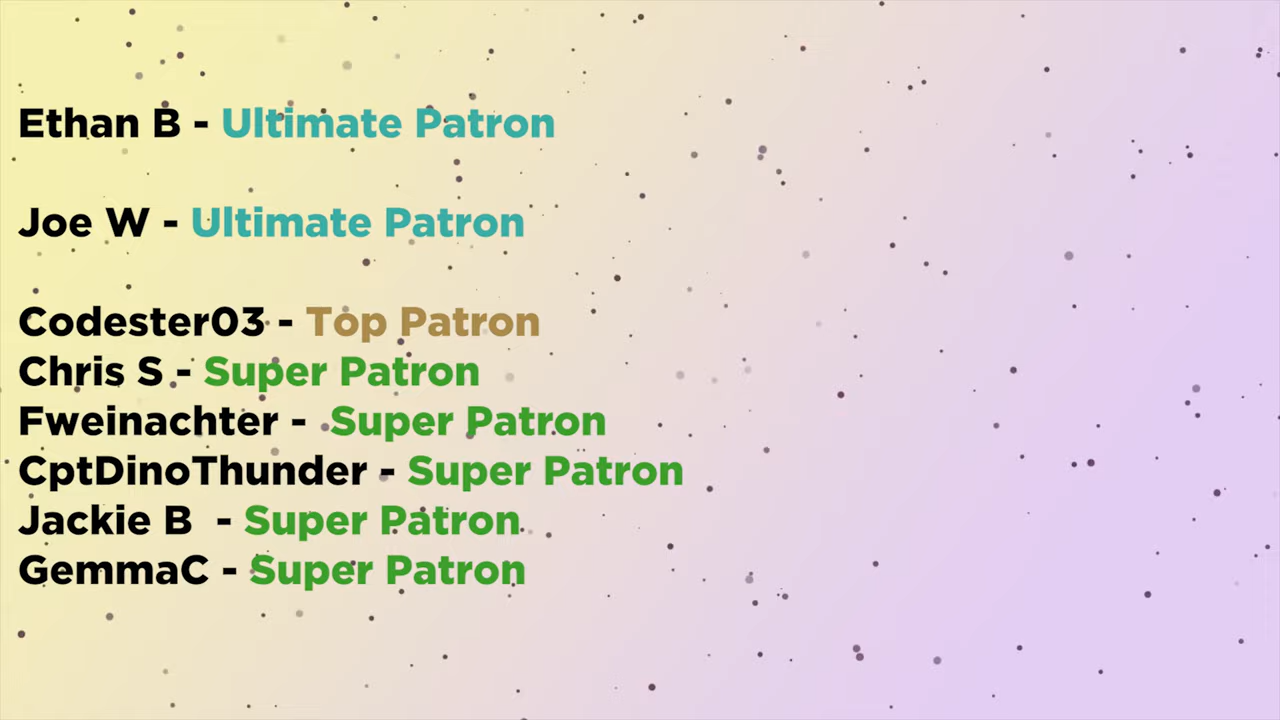 Ethan B - Ultimate Patron
Joe W - Ultimate Patron
Codester03 - Top Patron
Chris S - Super Patron
Fweinachter -  Super Patron
CptDinoThunder - Super Patron
Jackie B  - Super Patron
GemmaC - Super Patron